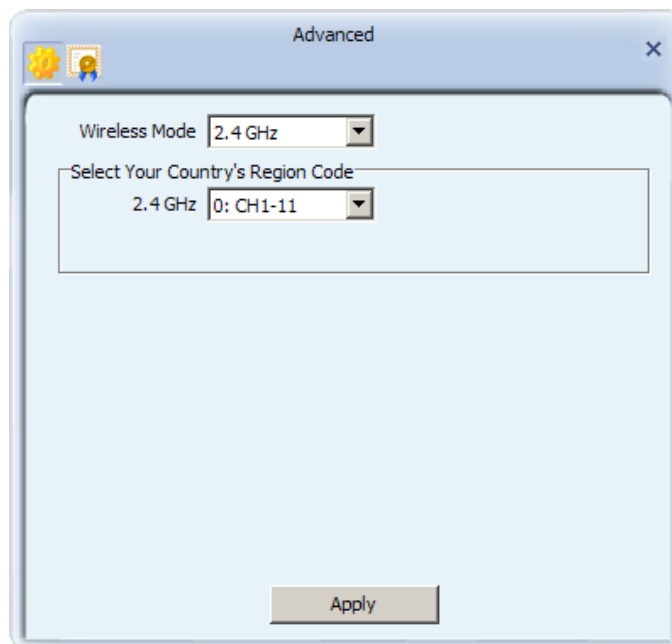 Advanced
Wireless Mode 2.4 GHz
Select Your Country's Region Code
2.4 GHz 0: CH1-11
Apply